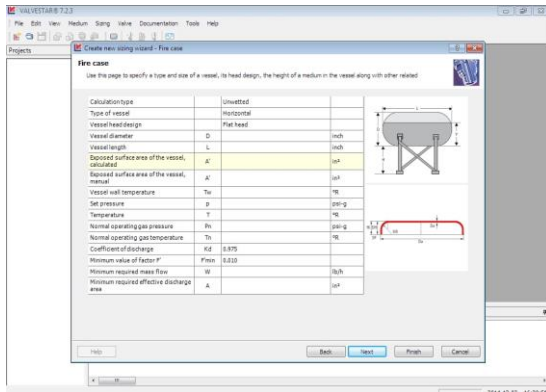 VALVESTAR® 7.2.3
File Edit View Medium Sizing Valve Documentation Tools Help
Projects
Create new sizing wizard - Fire case
Fire case
Use this page to specify a type and size of a vessel, its head design, the height of a medium in the vessel along with other related
Calculation type Unwetted
Type of vessel Horizontal
Vessel head design Flat head
Vessel diameter D inch
Vessel length L inch
Exposed surface area of the vessel, calculated A' in²
Exposed surface area of the vessel, manual A' in²
Vessel wall temperature Tw °R
Set pressure p psi-g
Temperature T °R
Normal operating gas pressure Pn psi-g
Normal operating gas temperature Tn °R
Coefficient of discharge Kd 0.975
Minimum value of factor F' F'min 0.010
Minimum required mass flow W lb/h
Minimum required effective discharge area A in²
Help Back Next Finish Cancel